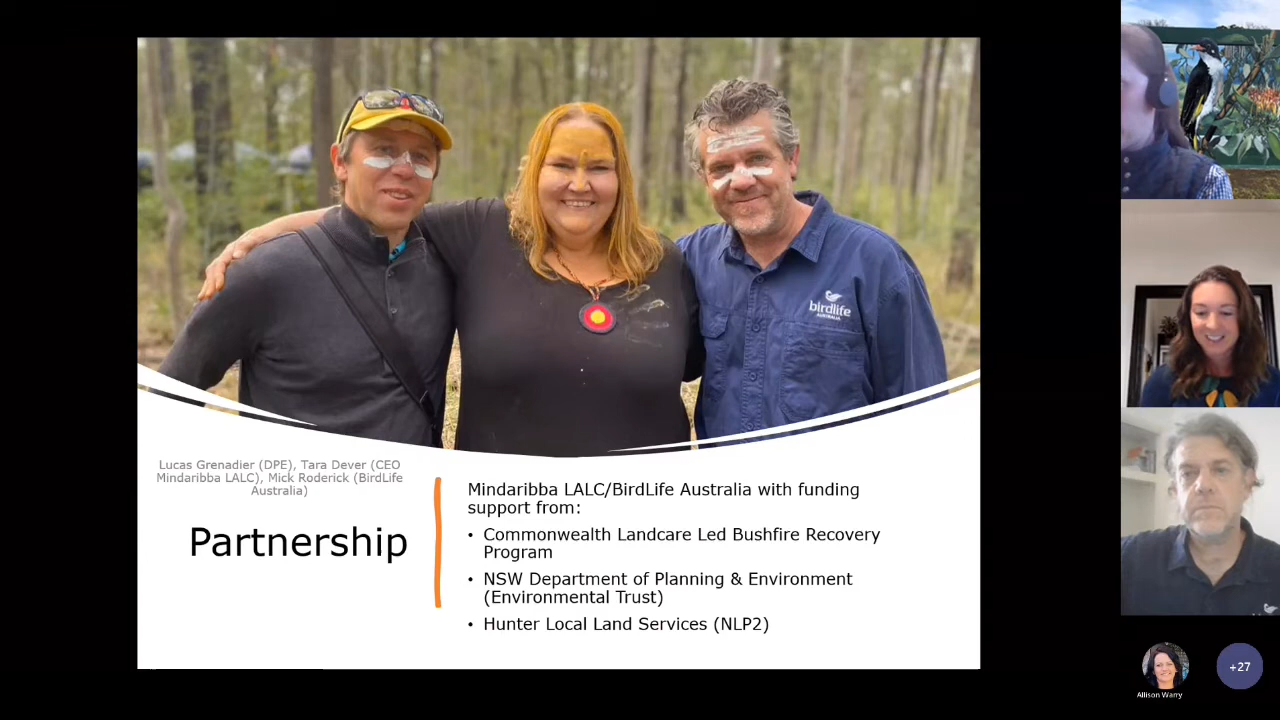 birdlife
AUSTRALIA
Lucas Grenadier (DPE), Tara Dever (CEO
Mindaribba LALC), Mick Roderick (BirdLife
Australia)
Partnership
Mindaribba LALC/BirdLife Australia with funding
support from:
• Commonwealth Landcare Led Bushfire Recovery
Program
• NSW Department of Planning & Environment
(Environmental Trust)
• Hunter Local Land Services (NLP2)
Allison Warry
+27